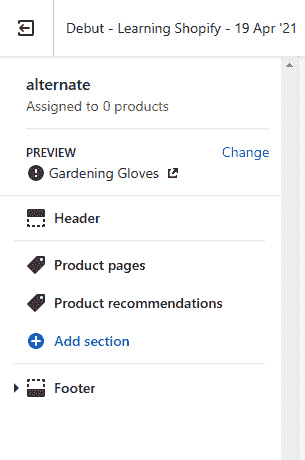 Debut - Learning Shopify - 19 Apr '21
alternate
Assigned to 0 products
PREVIEW Change
Gardening Gloves
Header
Product pages
Product recommendations
Add section
Footer